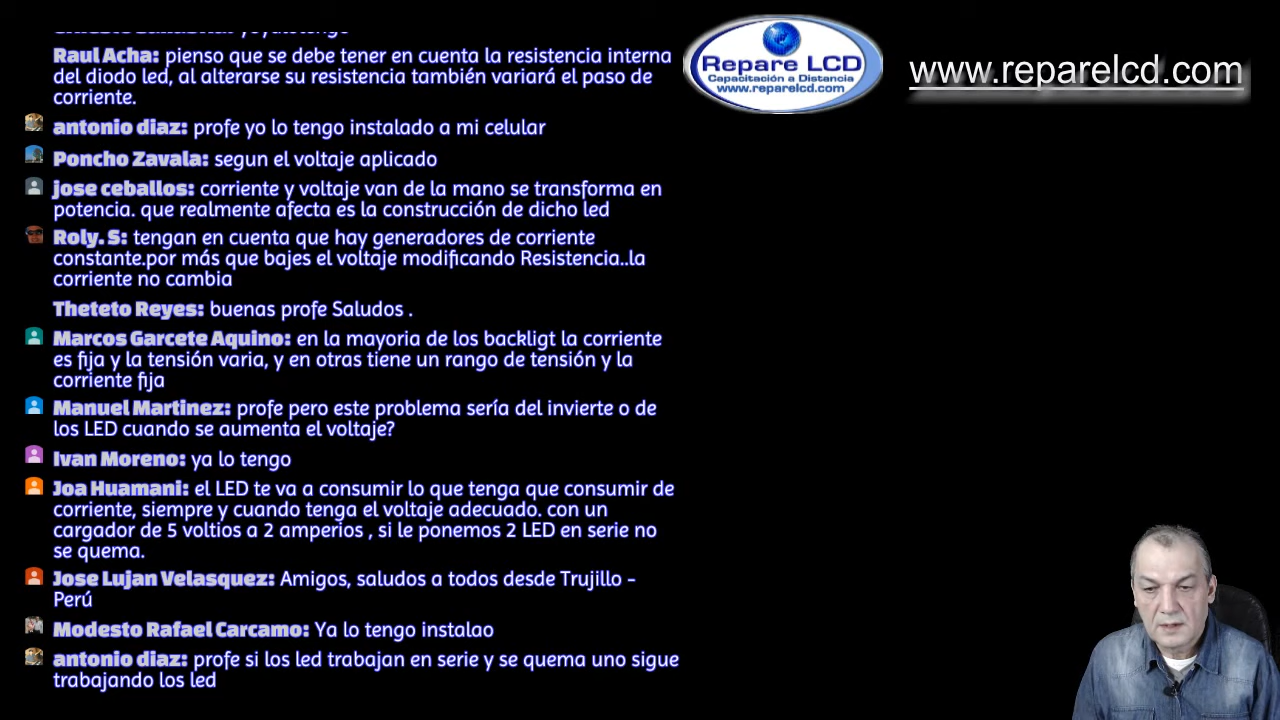 Raul Acha: pienso que se debe tener en cuenta la resistencia interna
del diodo led, al alterarse su resistencia también variará el paso de
corriente.
antonio diaz: profe yo lo tengo instalado a mi celular
Poncho Zavala: segun el voltaje aplicado
jose ceballos: corriente y voltaje van de la mano se transforma en
potencia. que realmente afecta es la construcción de dicho led
Roly. S: tengan en cuenta que hay generadores de corriente
constante.por más que bajes el voltaje modificando Resistencia..la
corriente no cambia
Theteto Reyes: buenas profe Saludos .
Marcos Garcete Aquino: en la mayoria de los backligt la corriente
es fija y la tensión varia, y en otras tiene un rango de tensión y la
corriente fija
Manuel Martinez: profe pero este problema sería del invierte o de
los LED cuando se aumenta el voltaje?
Ivan Moreno: ya lo tengo
Joa Huamani: el LED te va a consumir lo que tenga que consumir de
corriente, siempre y cuando tenga el voltaje adecuado. con un
cargador de 5 voltios a 2 amperios , si le ponemos 2 LED en serie no
se quema.
Jose Lujan Velasquez: Amigos, saludos a todos desde Trujillo -
Perú
Modesto Rafael Carcamo: Ya lo tengo instalao
antonio diaz: profe si los led trabajan en serie y se quema uno sigue
trabajando los led
Repare LCD
Capacitación a Distancia
www.reparelcd.com
www.reparelcd.com